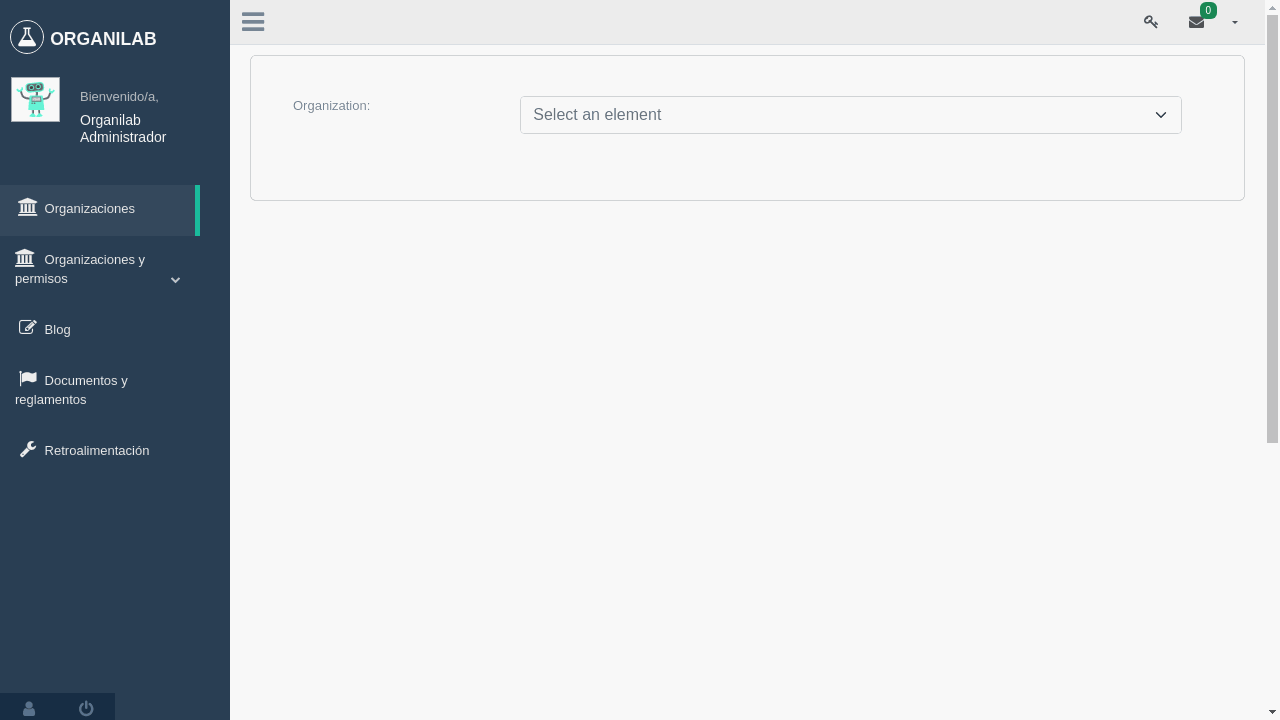 ORGANILAB
Bienvenido/a,
Organilab
Administrador
Organizaciones
Organizaciones y
permisos
Blog
Documentos y
reglamentos
Retroalimentación
0
Organization:
Select an element